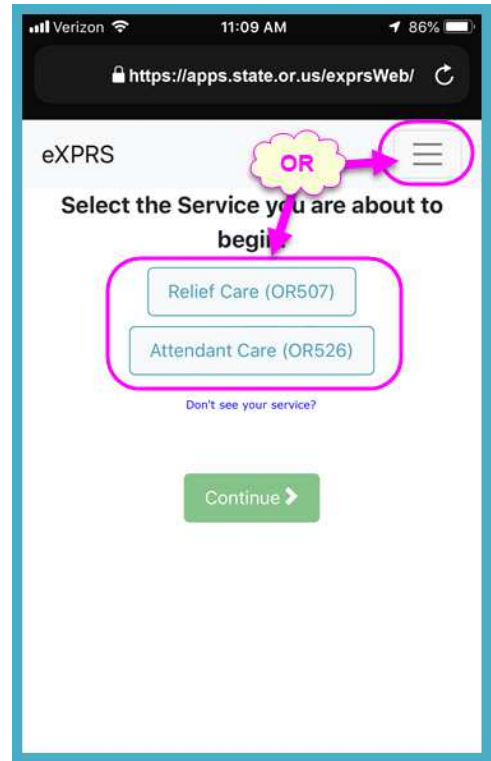 Verizon 11:09 AM 86%
https://apps.state.or.us/exprsWeb/
eXPRS
OR
Select the Service you are about to
Relief Care (OR507)
Attendant Care (OR526)
Don't see your service?
Continue